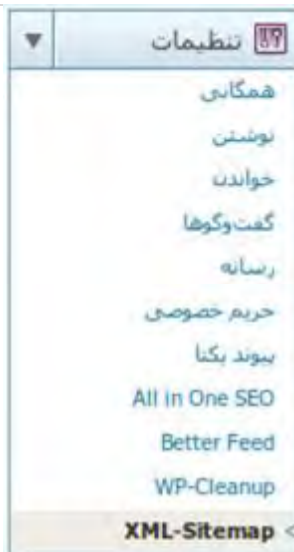 تنظیمات
همگانی
نوشتن
خواندن
گفت‌وگوها
رسانه
حریم خصوصی
پیوند یکتا
All in One SEO
Better Feed
WP-Cleanup
XML-Sitemap